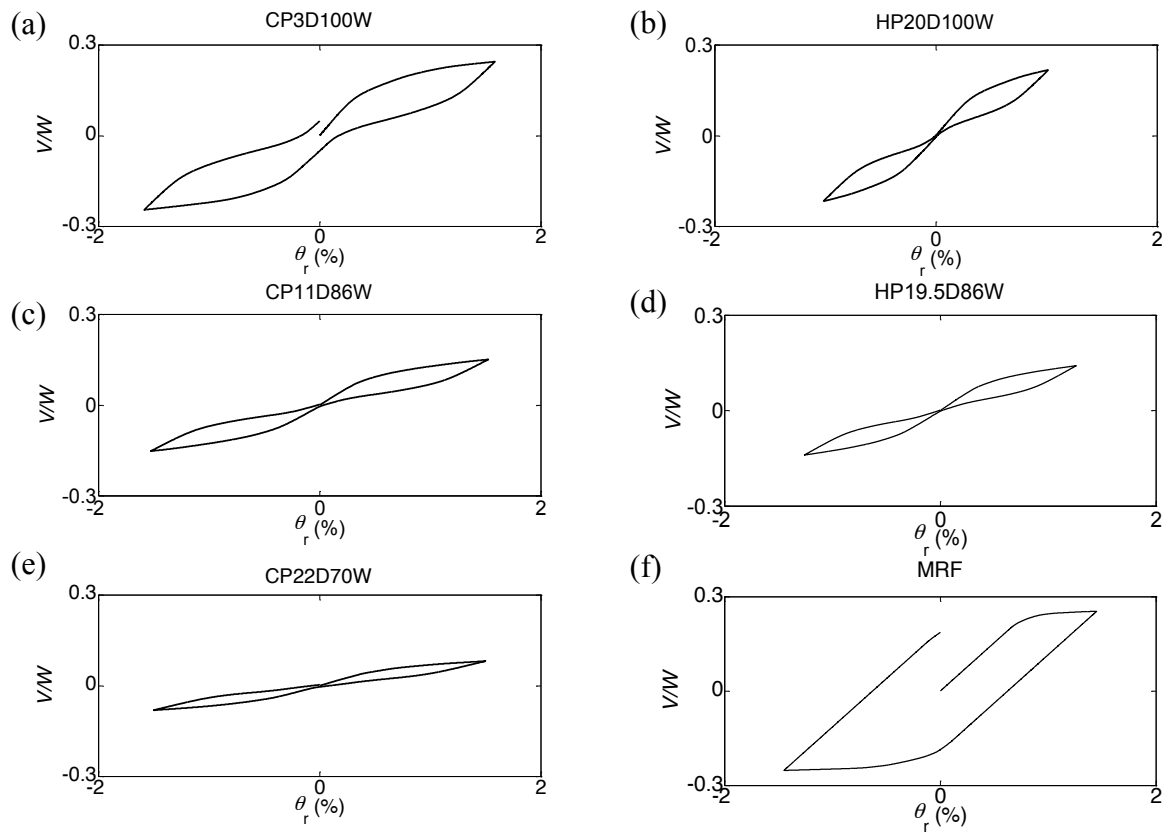 (a)
CP3D100W
0.3
V/W
0
-0.3
-2
0
2
θr (%)
(b)
HP20D100W
0.3
V/W
0
-0.3
-2
0
2
θr (%)
(c)
CP11D86W
0.3
V/W
0
-0.3
-2
0
2
θr (%)
(d)
HP19.5D86W
0.3
V/W
0
-0.3
-2
0
2
θr (%)
(e)
CP22D70W
0.3
V/W
0
-0.3
-2
0
2
θr (%)
(f)
MRF
0.3
V/W
0
-0.3
-2
0
2
θr (%)